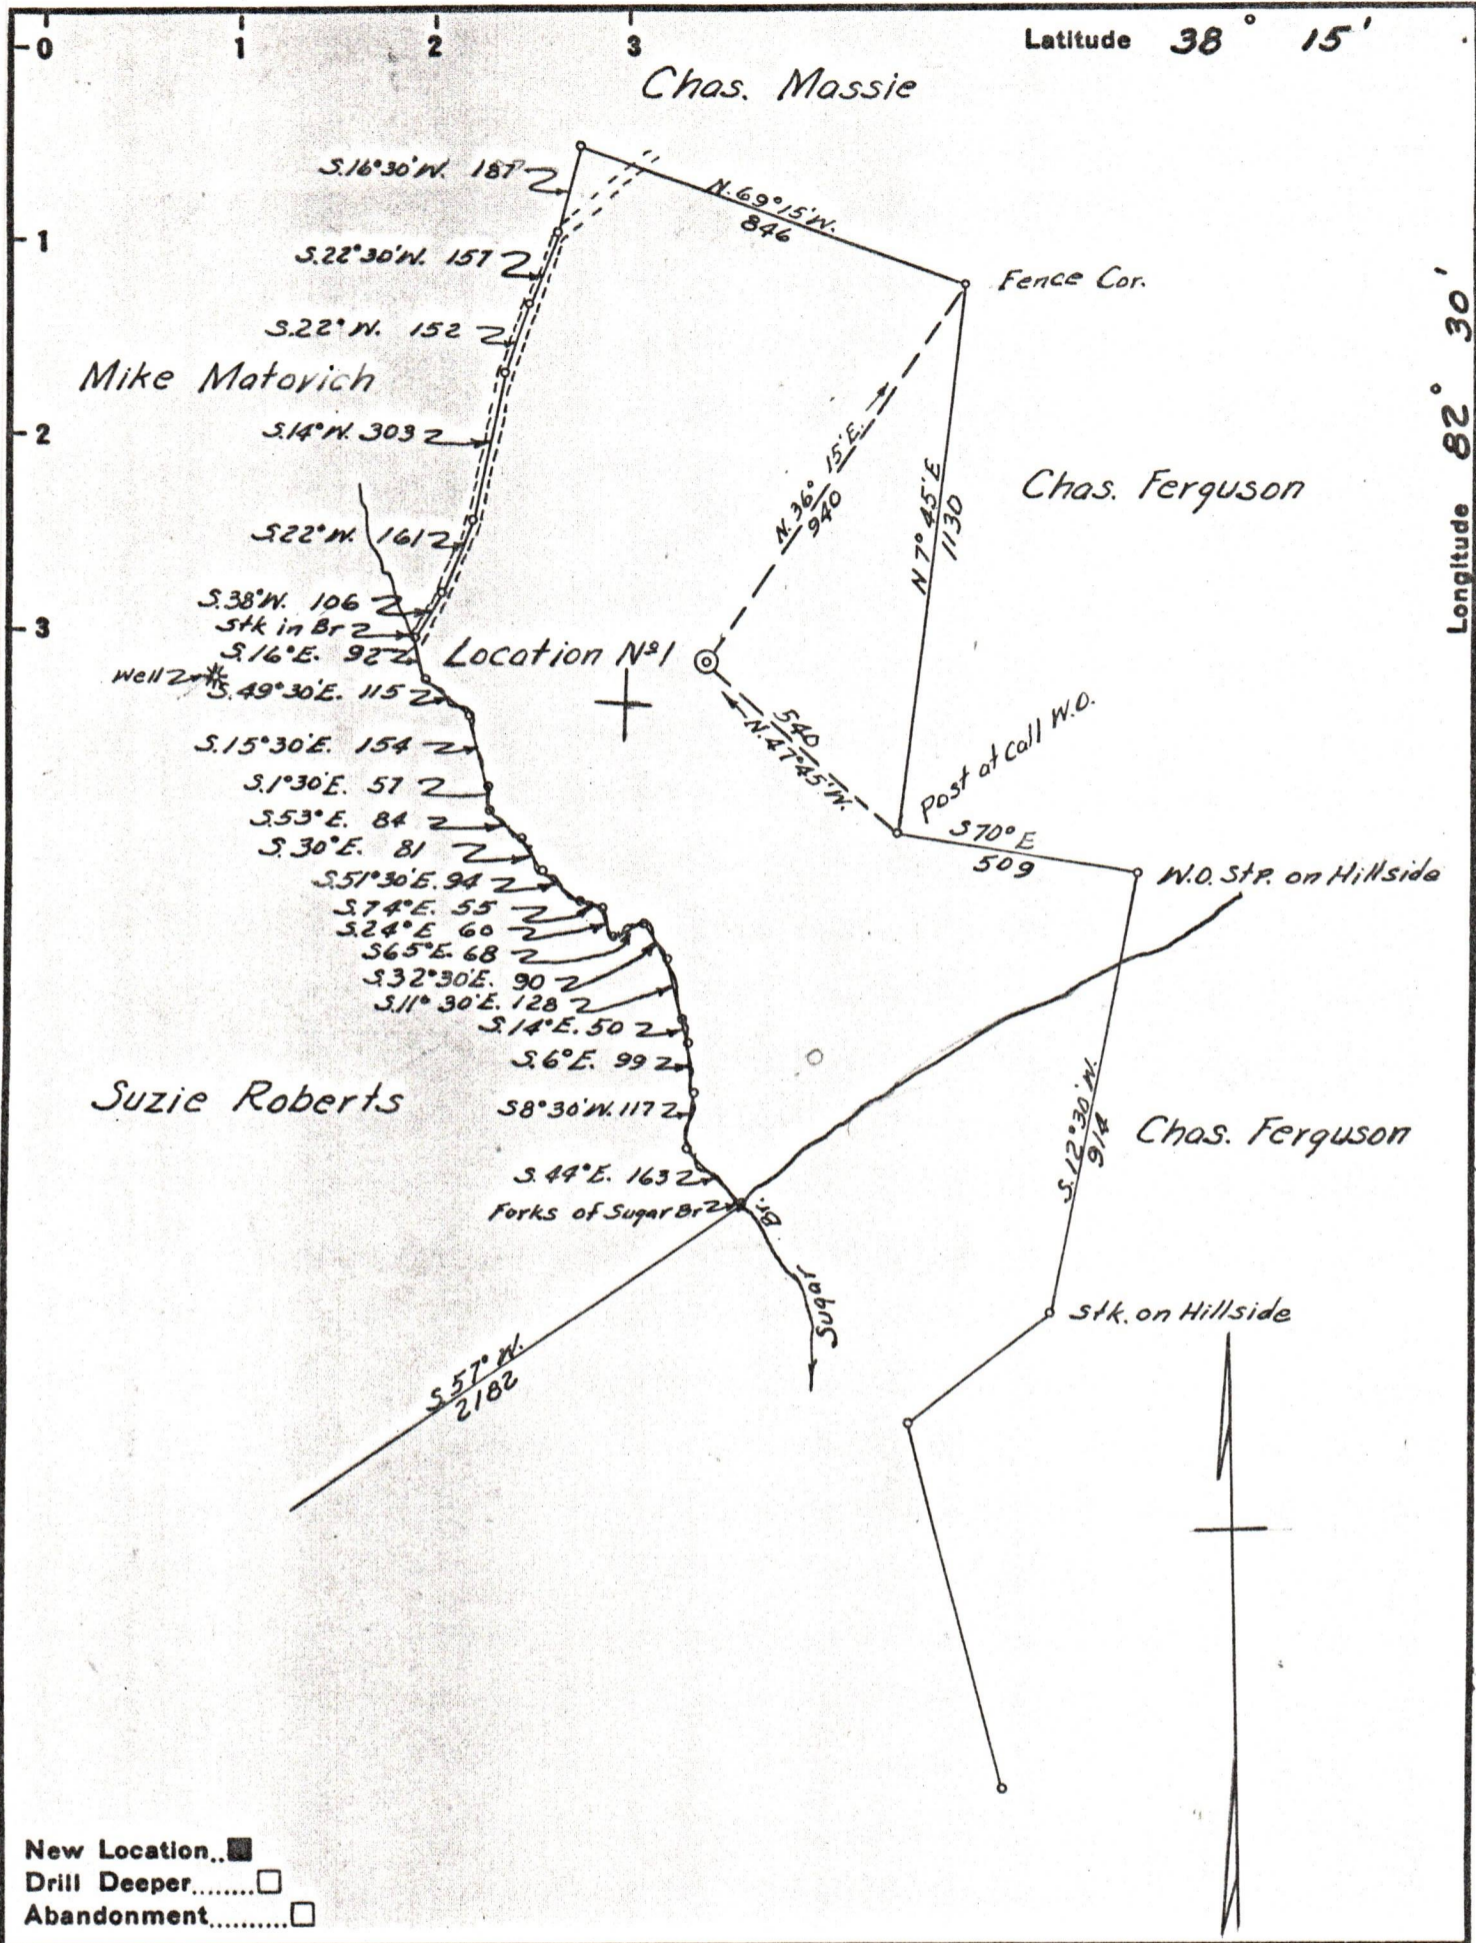 0 1 2 3 Latitude 38° 15'
Chas. Massie
S.16°30'W. 187
N.69°15'W.
846
1
S.22°30'W. 157
Fence Cor.
Longitude 82° 30'
S.22°W. 152
Mike Matovich
2
S.14°W. 303
N.36° 15'E.
940
N 7° 45'E
1130
Chas. Ferguson
S.22°W. 161
S.38°W. 106
3
Stk in Br
S.16°E. 92
Location No1
Well
S.49°30'E. 115
540
N.47°45'W.
Post at Call W.O.
S.15°30'E. 154
S.1°30'E. 57
S.53°E. 84
S.30°E. 81
S70°E
509
W.O. Stp. on Hillside
S.51°30'E. 94
S.74°E. 55
S.24°E 60
S65°E. 68
S.32°30'E. 90
S.11°30'E. 128
S.14°E. 50
S.6°E. 99
Suzie Roberts
S8°30'W. 117
S.12°30'W.
914
Chas. Ferguson
S.44°E. 163
Forks of Sugar Br
Sugar Br.
Stk. on Hillside
S.57°W.
2182
New Location..■
Drill Deeper........□
Abandonment..........□